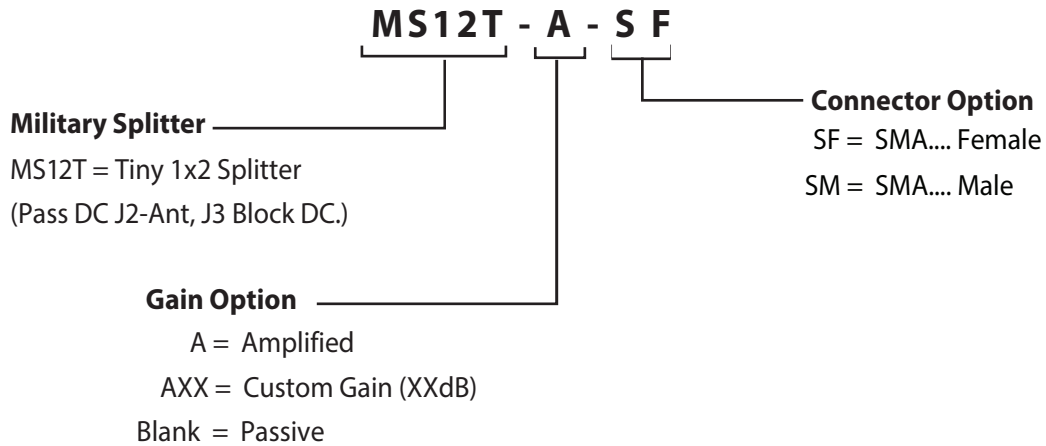 MS12T - A - S F
Military Splitter
MS12T = Tiny 1x2 Splitter
(Pass DC J2-Ant, J3 Block DC.)
Connector Option
SF = SMA.... Female
SM = SMA.... Male
Gain Option
A = Amplified
AXX = Custom Gain (XXdB)
Blank = Passive